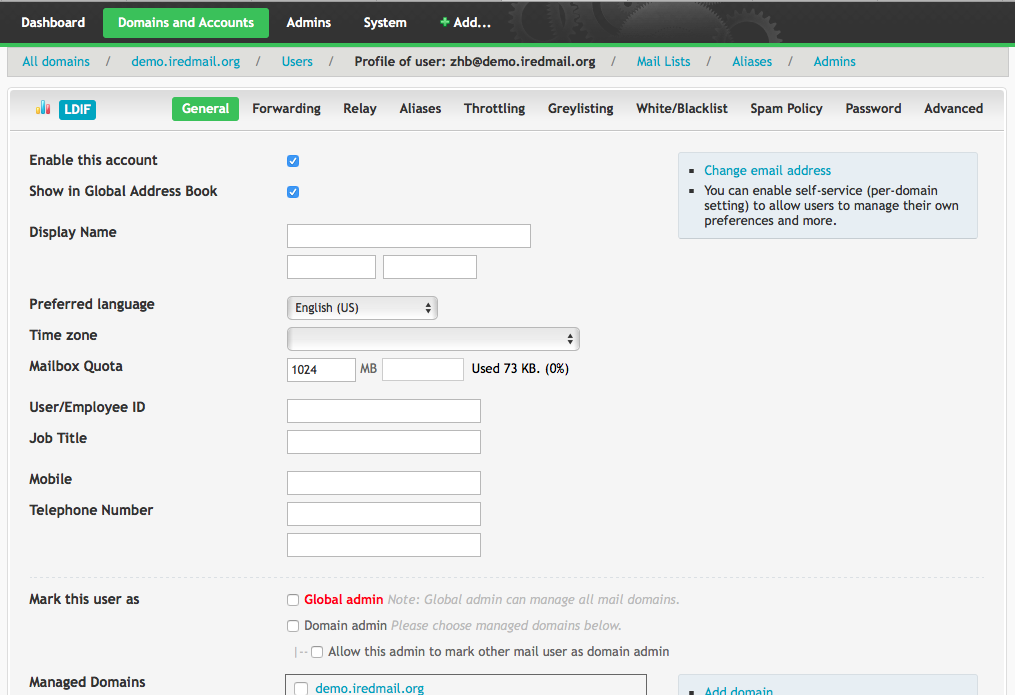 Dashboard Domains and Accounts Admins System + Add...
All domains / demo.iredmail.org / Users / Profile of user: zhb@demo.iredmail.org / Mail Lists / Aliases / Admins
LDIF General Forwarding Relay Aliases Throttling Greylisting White/Blacklist Spam Policy Password Advanced
Enable this account
Show in Global Address Book
Change email address
You can enable self-service (per-domain
setting) to allow users to manage their own
preferences and more.
Display Name
Preferred language English (US)
Time zone
Mailbox Quota 1024 MB Used 73 KB. (0%)
User/Employee ID
Job Title
Mobile
Telephone Number
Mark this user as Global admin Note: Global admin can manage all mail domains.
Domain admin Please choose managed domains below.
|-- Allow this admin to mark other mail user as domain admin
Managed Domains demo.iredmail.org Add domain